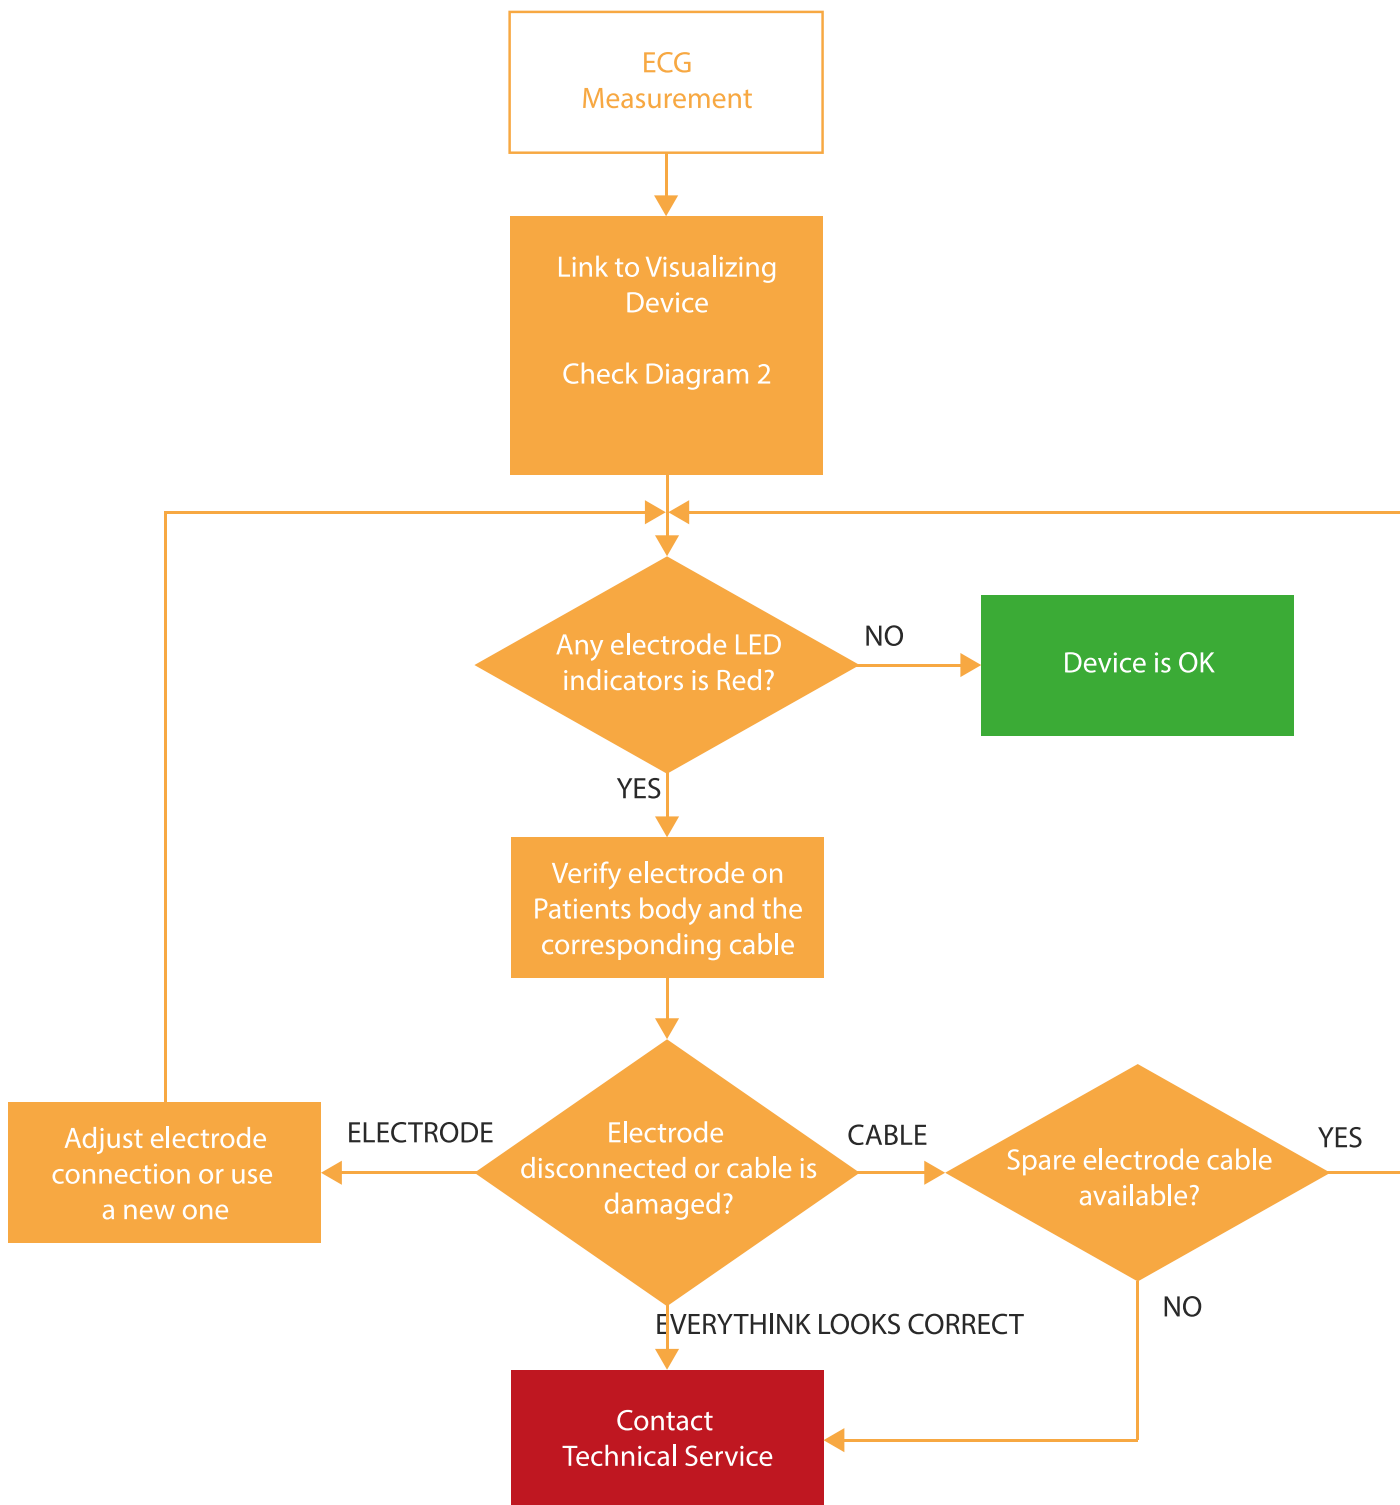 ECG
Measurement
Link to Visualizing
Device
Check Diagram 2
Any electrode LED
indicators is Red?
NO
Device is OK
YES
Verify electrode on
Patients body and the
corresponding cable
Adjust electrode
connection or use
a new one
ELECTRODE
Electrode
disconnected or cable is
damaged?
CABLE
Spare electrode cable
available?
YES
NO
EVERYTHINK LOOKS CORRECT
Contact
Technical Service